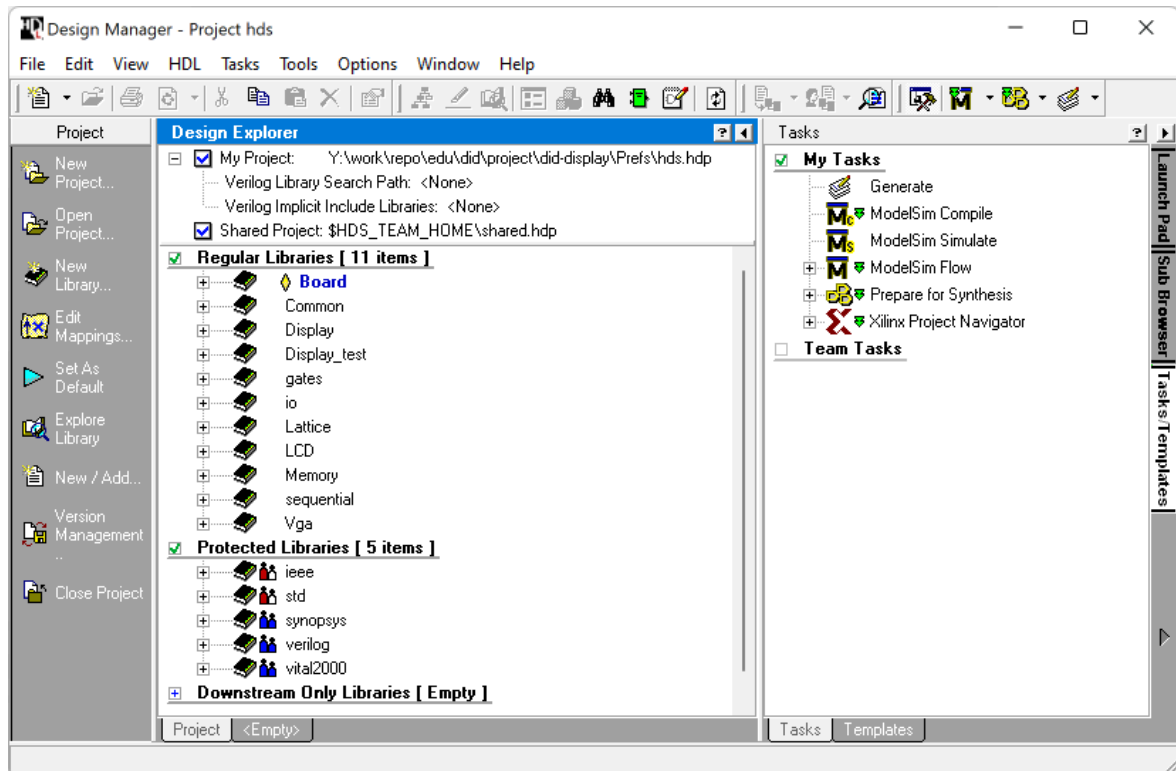 Design Manager - Project hds
File Edit View HDL Tasks Tools Options Window Help
Project
New
Project...
Open
Project...
New
Library...
Edit
Mappings...
Set As
Default
Explore
Library
New / Add...
Version
Management
..
Close Project
Design Explorer
My Project: Y:\work\repo\edu\did\project\did-display\Prefs\hds.hdp
Verilog Library Search Path: <None>
Verilog Implicit Include Libraries: <None>
Shared Project: $HDS_TEAM_HOME\shared.hdp
Regular Libraries [ 11 items ]
Board
Common
Display
Display_test
gates
io
Lattice
LCD
Memory
sequential
Vga
Protected Libraries [ 5 items ]
ieee
std
synopsys
verilog
vital2000
Downstream Only Libraries [ Empty ]
Project <Empty>
Tasks
My Tasks
Generate
ModelSim Compile
ModelSim Simulate
ModelSim Flow
Prepare for Synthesis
Xilinx Project Navigator
Team Tasks
Tasks Templates
Launch Pad
Sub Browser
Tasks/Templates